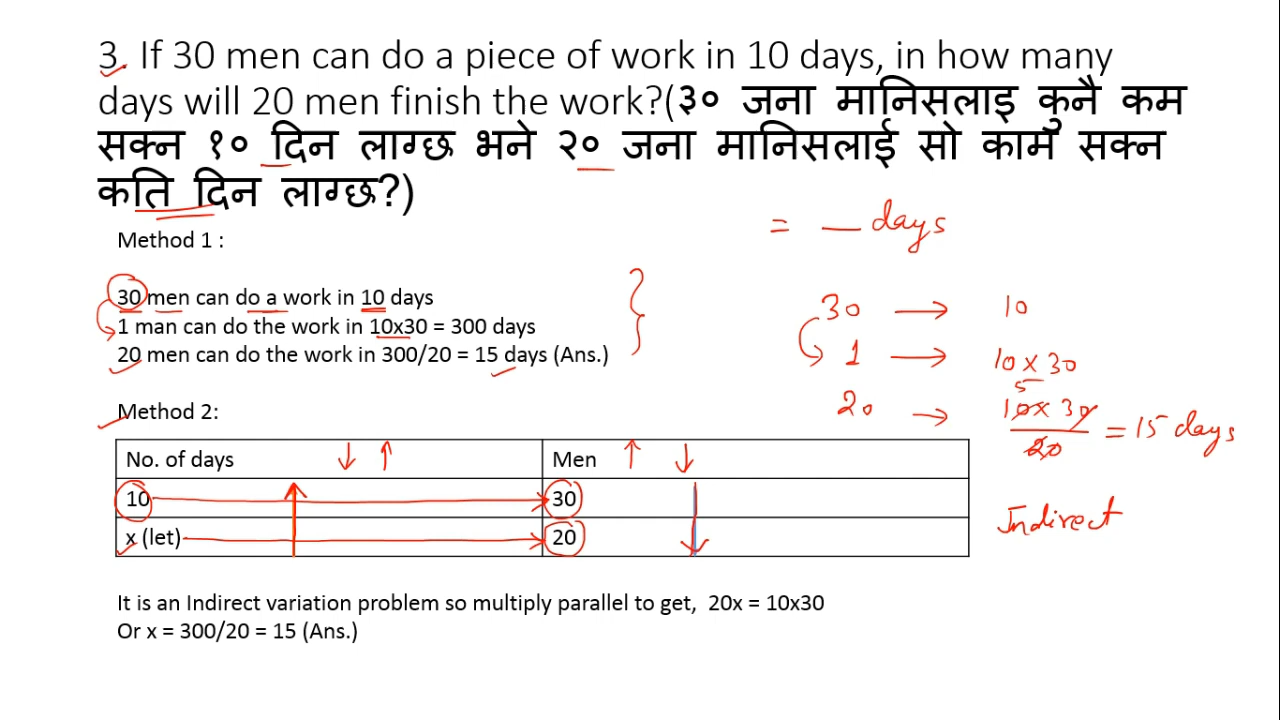 3. If 30 men can do a piece of work in 10 days, in how many
days will 20 men finish the work?(३० जना मानिसलाइ कुनै कम
सक्न १० दिन लाग्छ भने २० जना मानिसलाई सो काम सक्न
कति दिन लाग्छ?)
= __ days
Method 1 :
30 men can do a work in 10 days
1 man can do the work in 10x30 = 300 days
20 men can do the work in 300/20 = 15 days (Ans.)
30 → 10
1 → 10 x 30
20 → 10x 30 / 20 = 15 days
5
Method 2:
No. of days ↓ ↑ Men ↑ ↓
10 30
x (let) 20
Indirect
It is an Indirect variation problem so multiply parallel to get, 20x = 10x30
Or x = 300/20 = 15 (Ans.)